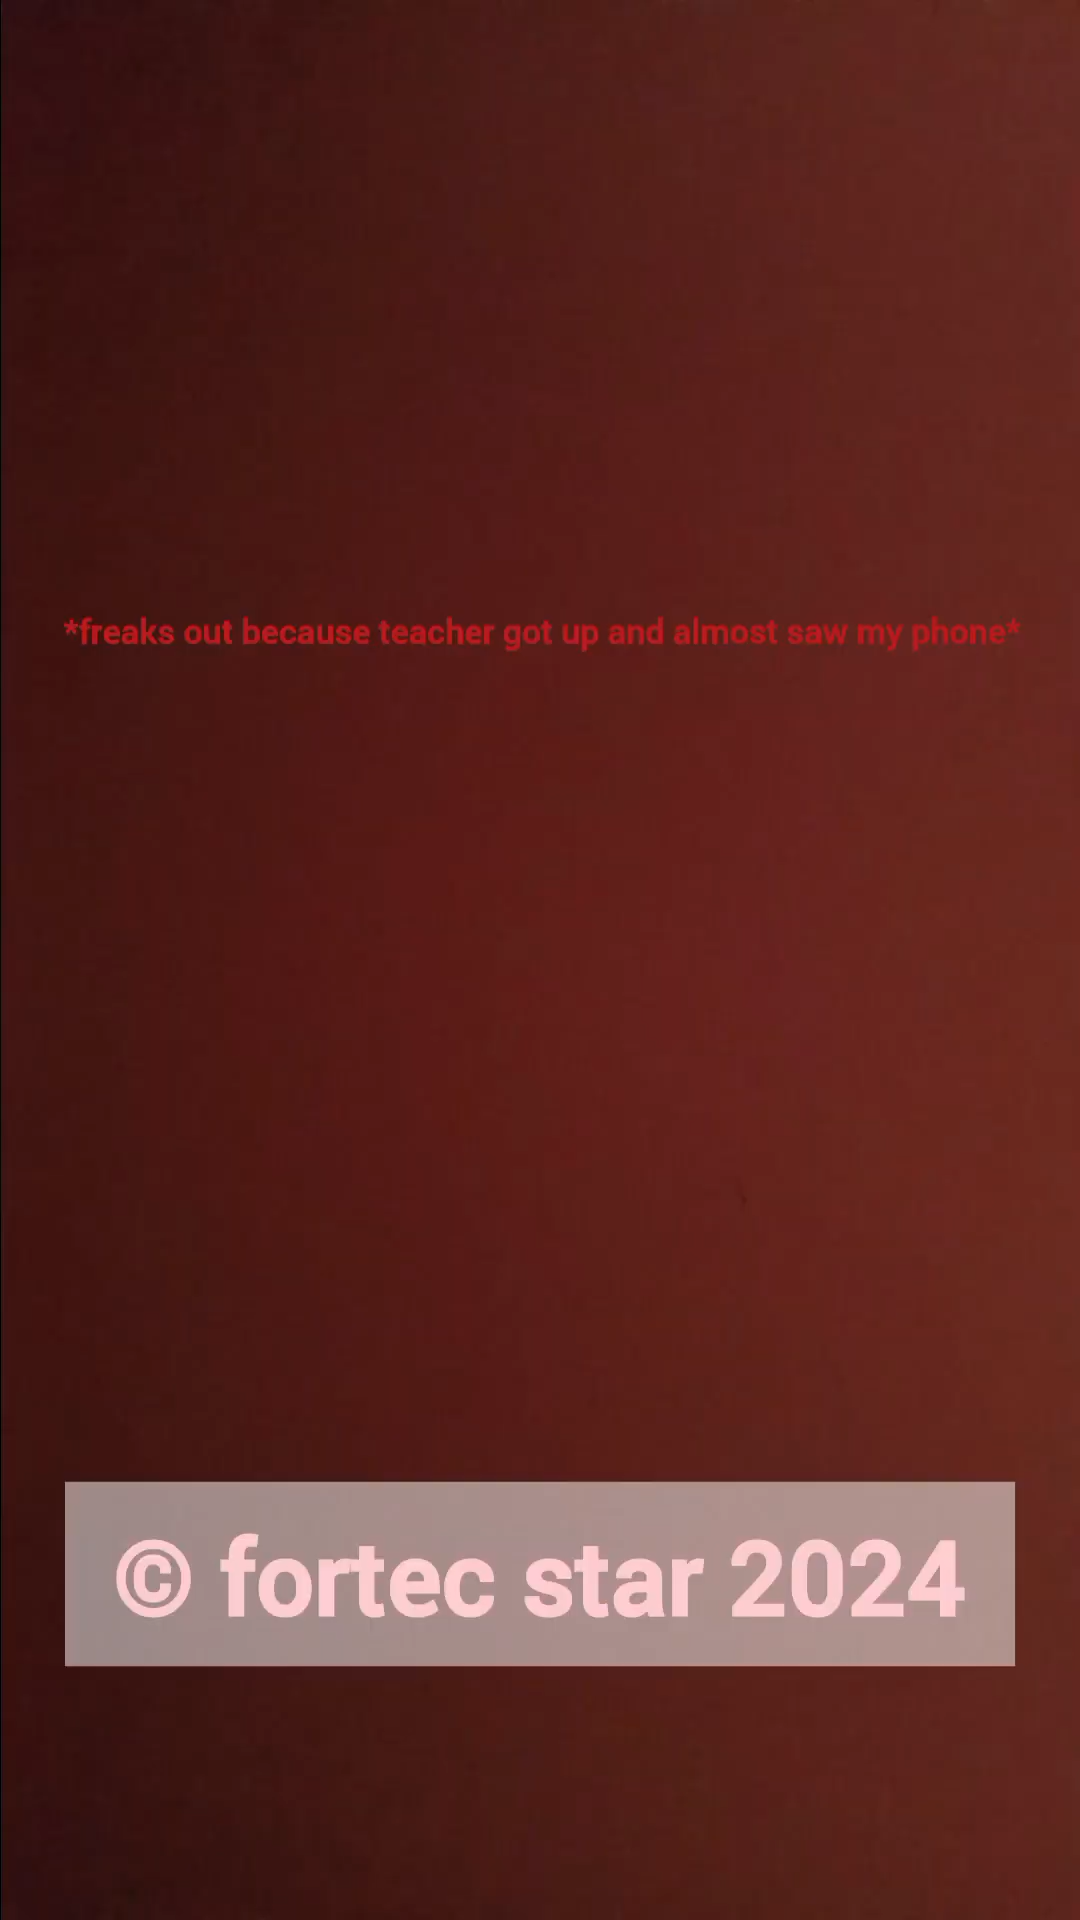 *freaks out because teacher got up and almost saw my phone*
© fortec star 2024